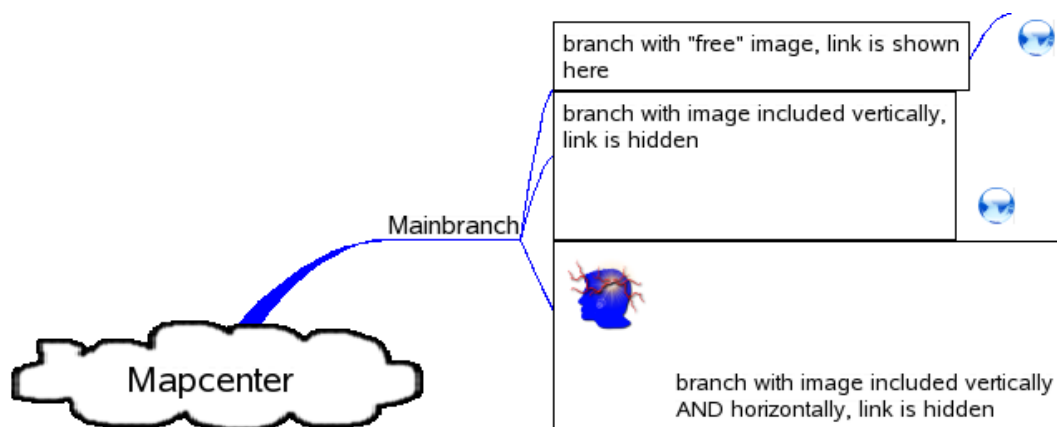 branch with "free" image, link is shown
here
branch with image included vertically,
link is hidden
Mainbranch
Mapcenter
branch with image included vertically
AND horizontally, link is hidden